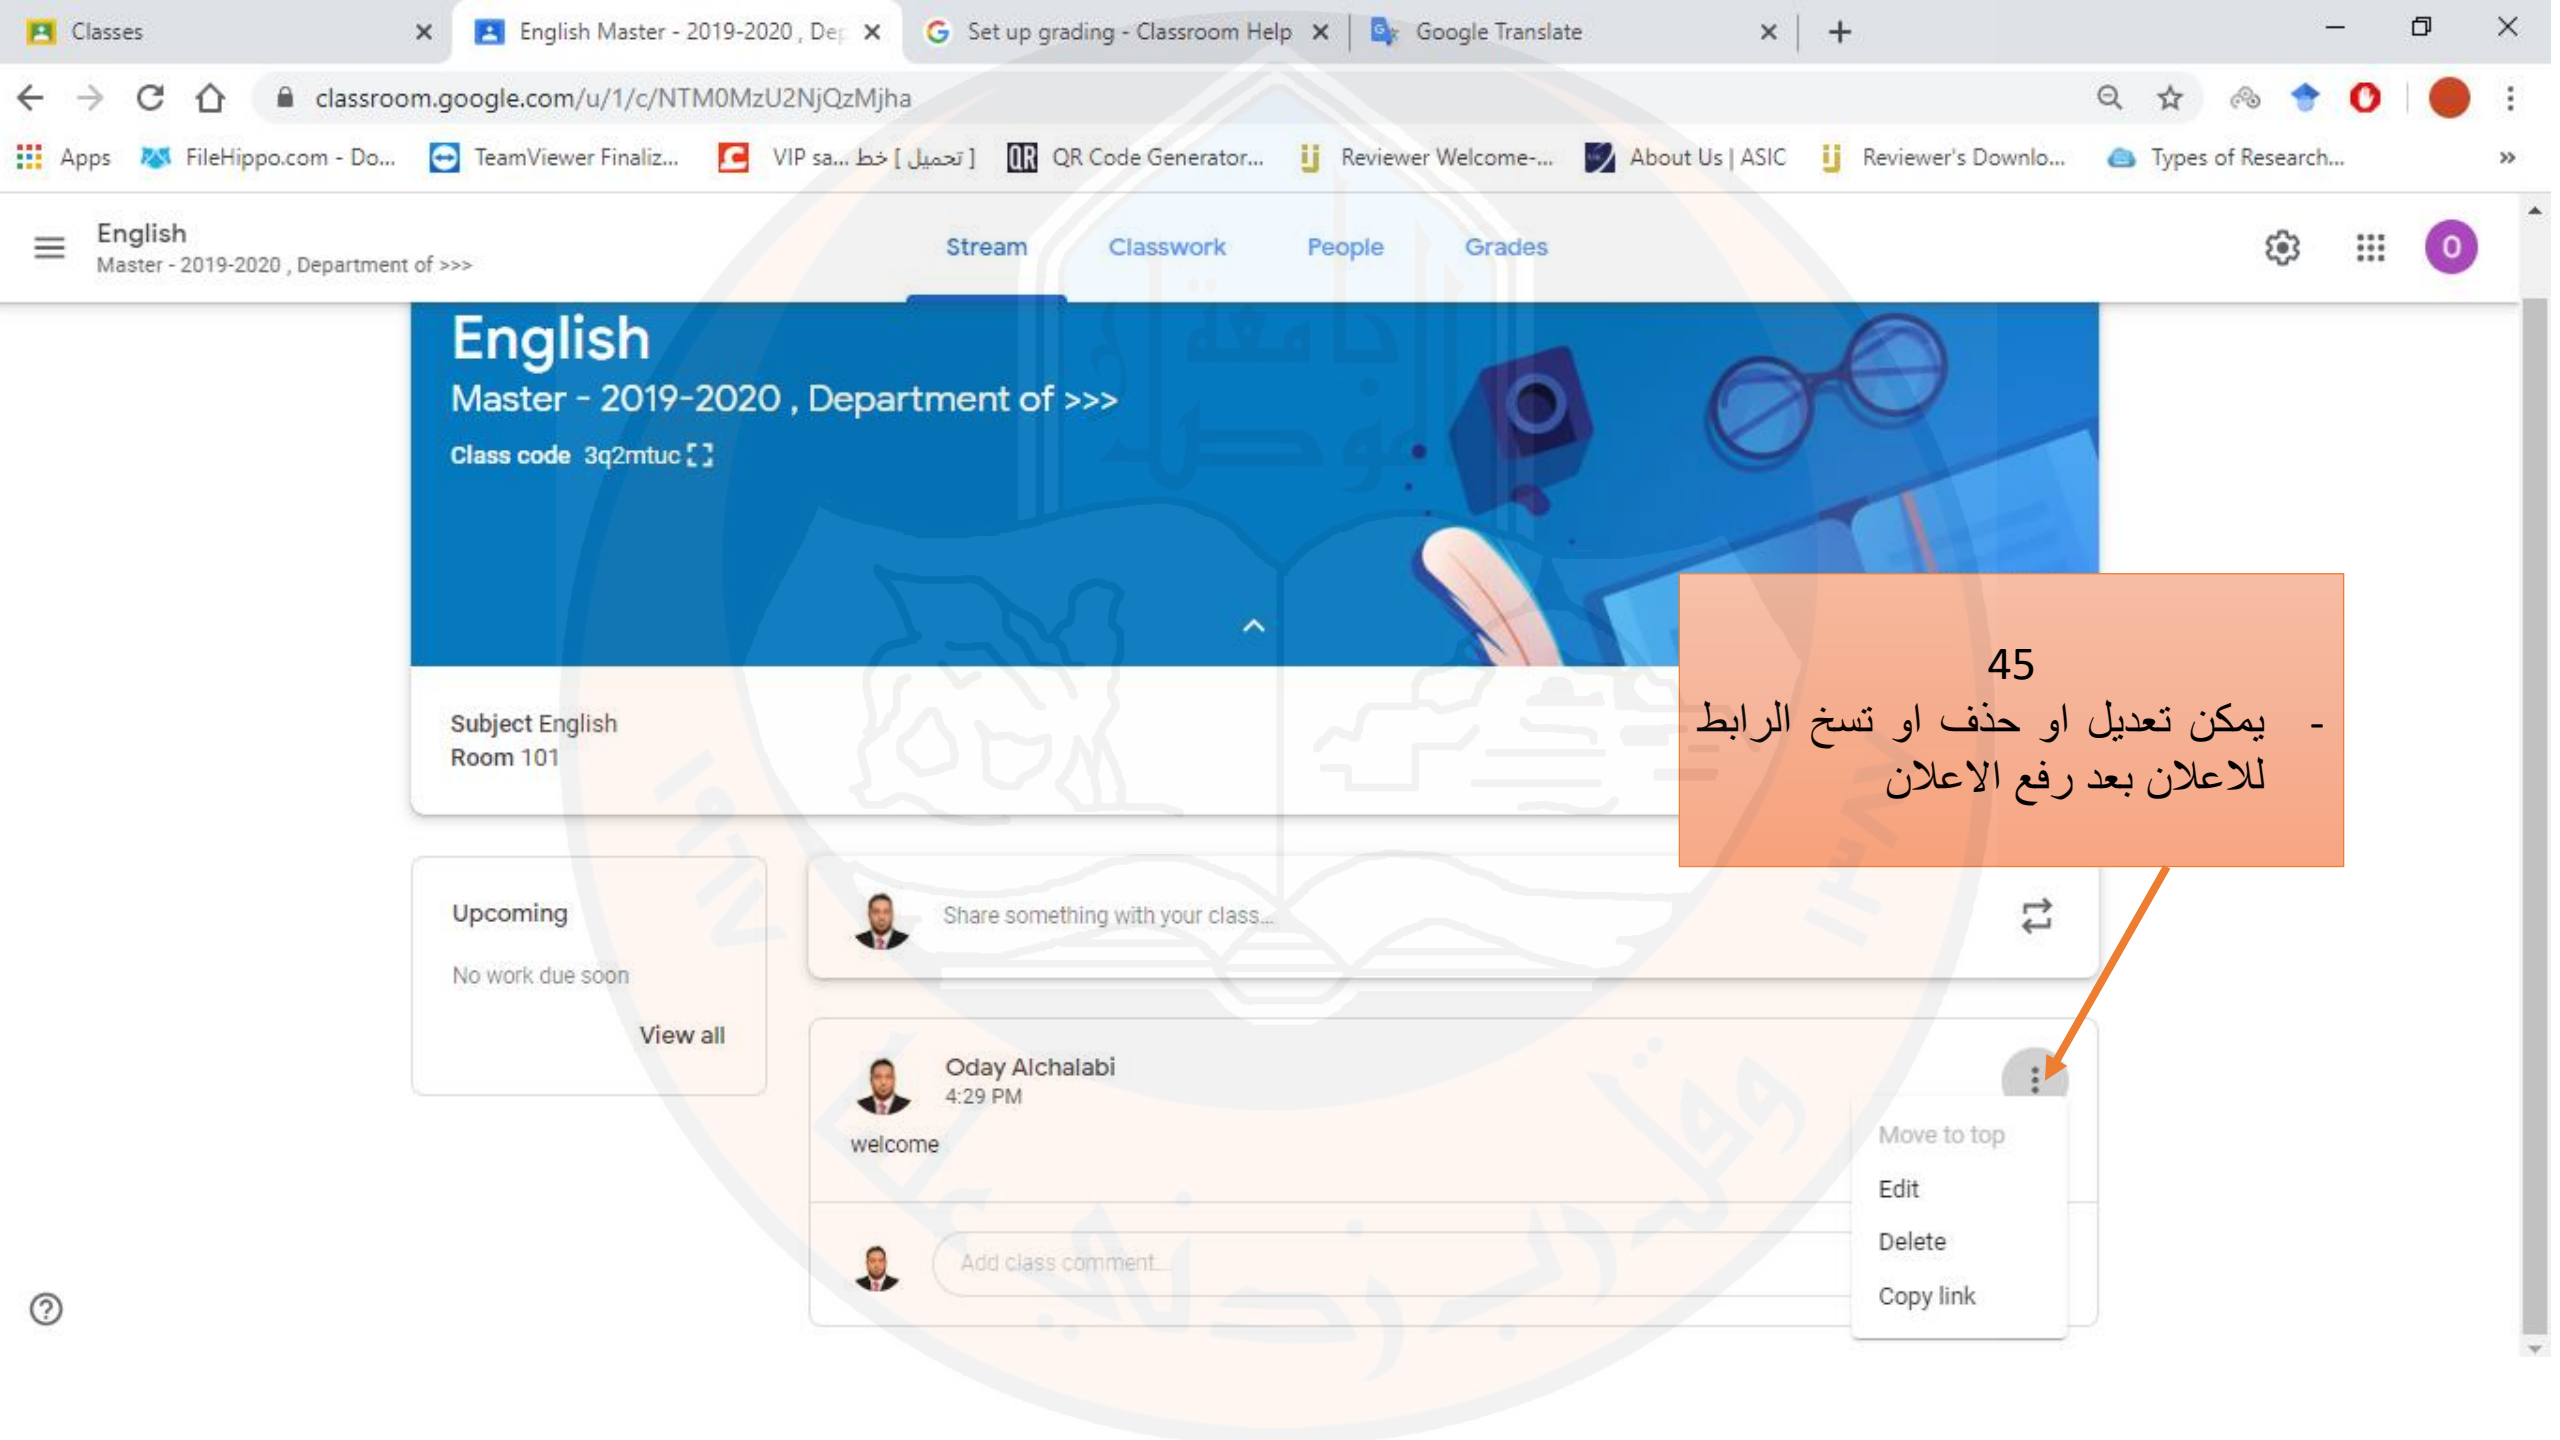 Classes
English Master - 2019-2020 , Dep
Set up grading - Classroom Help
Google Translate
classroom.google.com/u/1/c/NTM0MzU2NjQzMjha
Apps
FileHippo.com - Do...
TeamViewer Finaliz...
VIP sa... تحميل ] خط ]
QR Code Generator...
Reviewer Welcome-...
About Us | ASIC
Reviewer's Downlo...
Types of Research...
English
Master - 2019-2020 , Department of >>>
Stream
Classwork
People
Grades
O
English
Master - 2019-2020 , Department of >>>
Class code 3q2mtuc
45
- يمكن تعديل او حذف او تسخ الرابط
للاعلان بعد رفع الاعلان
Subject English
Room 101
Upcoming
No work due soon
View all
Share something with your class...
Oday Alchalabi
4:29 PM
welcome
Add class comment...
Move to top
Edit
Delete
Copy link